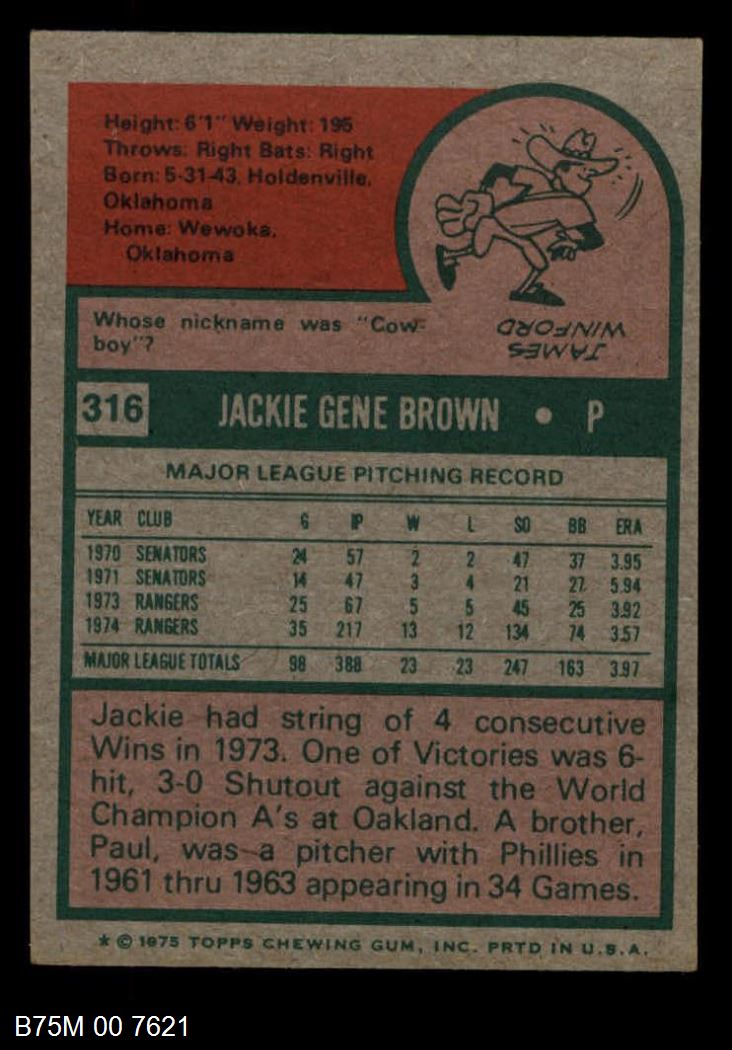 Height: 6'1" Weight: 195
Throws: Right Bats: Right
Born: 5-31-43, Holdenville,
Oklahoma
Home: Wewoka,
Oklahoma
Whose nickname was "Cow-
boy"?
JAMES
WINFORD
316 JACKIE GENE BROWN • P
MAJOR LEAGUE PITCHING RECORD
YEAR CLUB G IP W L SO BB ERA
1970 SENATORS 24 57 2 2 47 37 3.95
1971 SENATORS 14 47 3 4 21 27 5.94
1973 RANGERS 25 67 5 5 45 25 3.92
1974 RANGERS 35 217 13 12 134 74 3.57
MAJOR LEAGUE TOTALS 98 388 23 23 247 163 3.97
Jackie had string of 4 consecutive
Wins in 1973. One of Victories was 6-
hit, 3-0 Shutout against the World
Champion A's at Oakland. A brother,
Paul, was a pitcher with Phillies in
1961 thru 1963 appearing in 34 Games.
* © 1975 TOPPS CHEWING GUM, INC. PRTD IN U.S.A.
B75M 00 7621